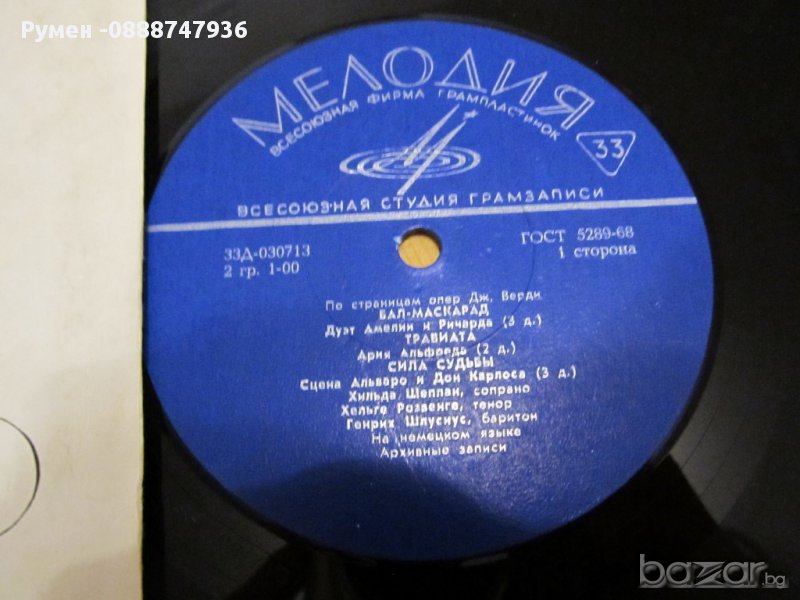 Румен -0888747936
МЕЛОДИЯ
ВСЕСОЮЗНАЯ ФИРМА ГРАМПЛАСТИНОК
33
ВСЕСОЮЗНАЯ СТУДИЯ ГРАМЗАПИСИ
33Д-030713
2 гр. 1-00
ГОСТ 5289-68
1 сторона
По страницам опер Дж. Верди
БАЛ-МАСКАРАД
Дуэт Амелии и Ричарда (3 д.)
ТРАВИАТА
Ария Альфреда (2 д.)
СИЛА СУДЬБЫ
Сцена Альваро и Дон Карлоса (3 д.)
Хильда Шеппан, сопрано
Хельге Розвенге, тенор
Генрих Шлуснус, баритон
На немецком языке
Архивные записи
bazar.bg